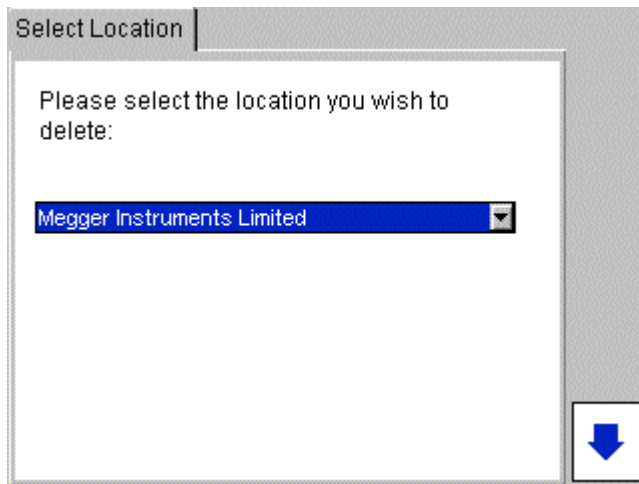 Select Location
Please select the location you wish to
delete:
Megger Instruments Limited